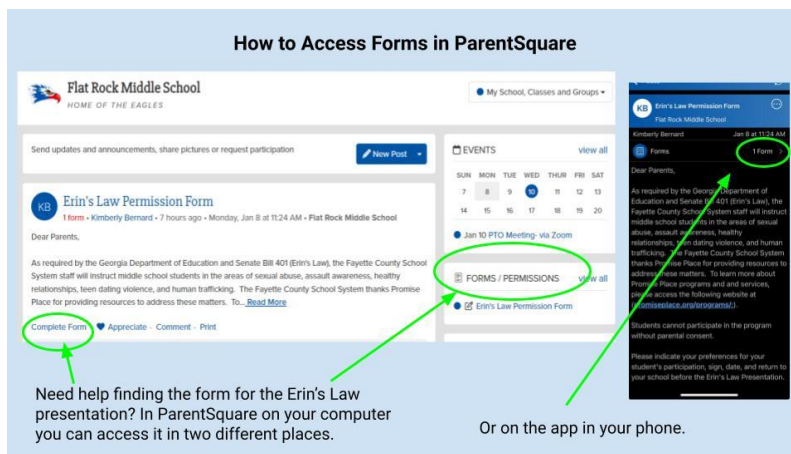 How to Access Forms in ParentSquare
Flat Rock Middle School
HOME OF THE EAGLES
My School, Classes and Groups
Send updates and announcements, share pictures or request participation
New Post
KB
Erin's Law Permission Form
1 form • Kimberly Bernard • 7 hours ago • Monday, Jan 8 at 11:24 AM • Flat Rock Middle School
Dear Parents,
As required by the Georgia Department of Education and Senate Bill 401 (Erin's Law), the Fayette County School
System staff will instruct middle school students in the areas of sexual abuse, assault awareness, healthy
relationships, teen dating violence, and human trafficking. The Fayette County School System thanks Promise
Place for providing resources to address these matters. To... Read More
Complete Form Appreciate - Comment - Print
EVENTS view all
SUN MON TUE WED THUR FRI SAT
7 8 9 10 11 12 13
14 15 16 17 18 19 20
Jan 10 PTO Meeting- via Zoom
FORMS / PERMISSIONS view all
Erin's Law Permission Form
KB
Erin's Law Permission Form
Flat Rock Middle School
Kimberly Bernard Jan 8 at 11:24 AM
Forms 1 Form >
Dear Parents,
As required by the Georgia Department of
Education and Senate Bill 401 (Erin's Law), the
Fayette County School System staff will instruct
middle school students in the areas of sexual
abuse, assault awareness, healthy
relationships, teen dating violence, and human
trafficking. The Fayette County School System
thanks Promise Place for providing resources to
address these matters. To learn more about
Promise Place programs and and services,
please access the following website at
(promiseplace.org/programs/;).
Students cannot participate in the program
without parental consent.
Please indicate your preferences for your
student's participation, sign, date, and return to
your school before the Erin's Law Presentation.
Need help finding the form for the Erin's Law
presentation? In ParentSquare on your computer
you can access it in two different places.
Or on the app in your phone.